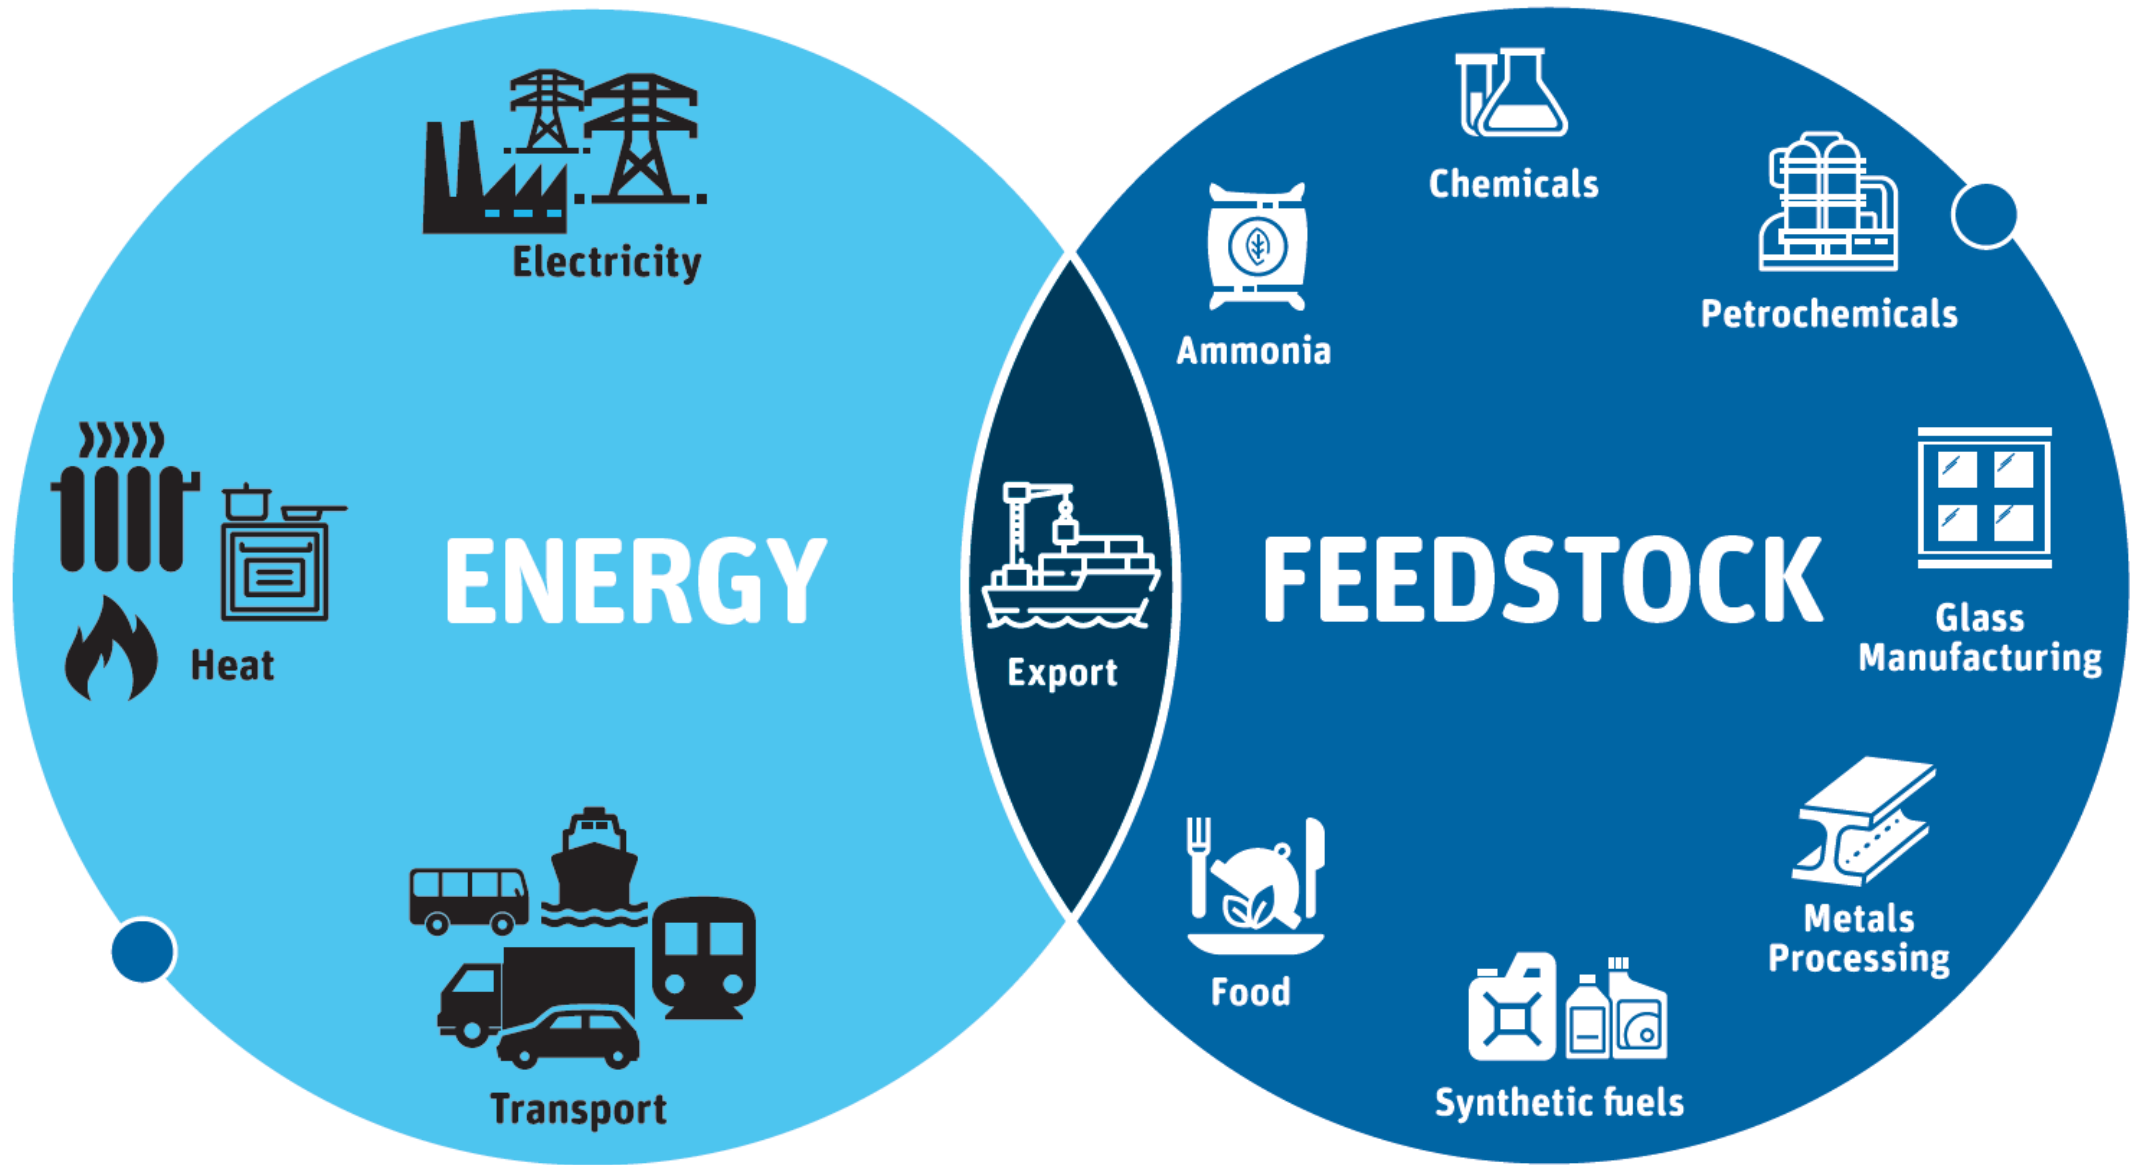 Electricity
Heat
ENERGY
Transport
Export
Chemicals
Petrochemicals
Ammonia
FEEDSTOCK
Glass
Manufacturing
Metals
Processing
Food
Synthetic fuels